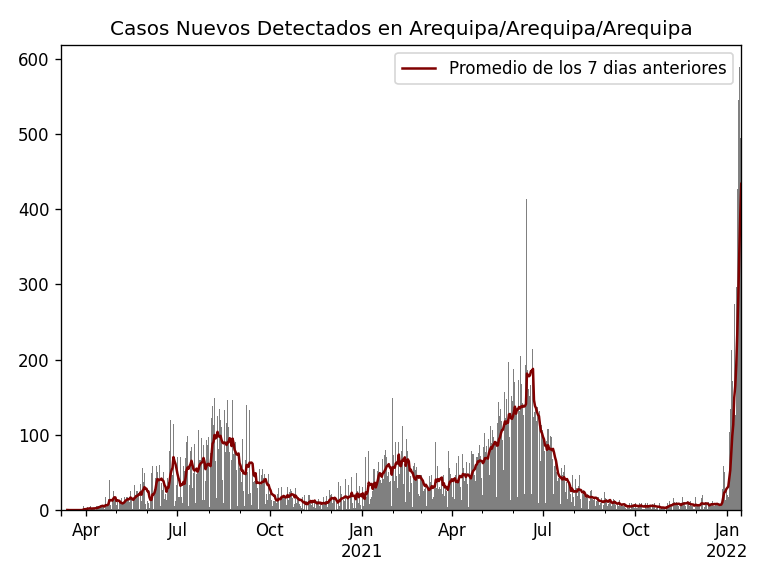 Casos Nuevos Detectados en Arequipa/Arequipa/Arequipa
Promedio de los 7 dias anteriores
600
500
400
300
200
100
0
Apr Jul Oct Jan Apr Jul Oct Jan
2021 2022